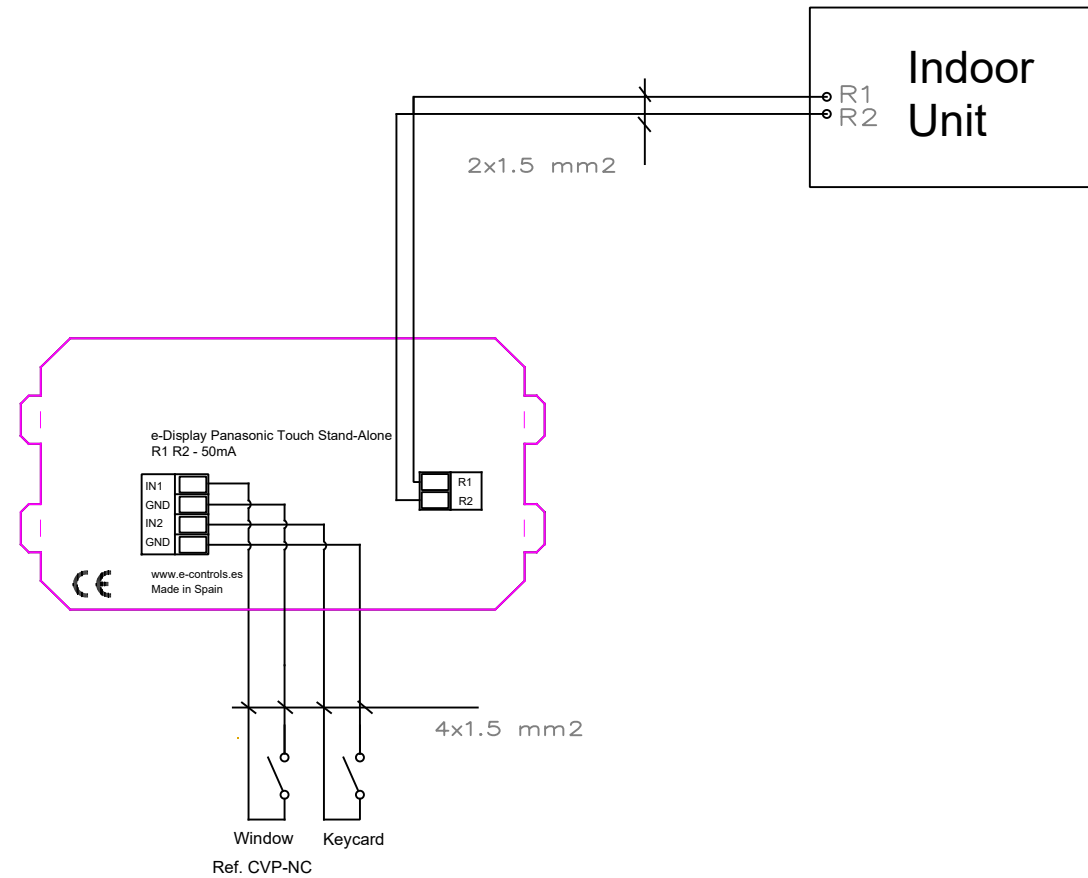 Indoor
Unit
R1
R2
2x1.5 mm2
e-Display Panasonic Touch Stand-Alone
R1 R2 - 50mA
IN1
GND
IN2
GND
R1
R2
CE
www.e-controls.es
Made in Spain
4x1.5 mm2
Window
Keycard
Ref. CVP-NC